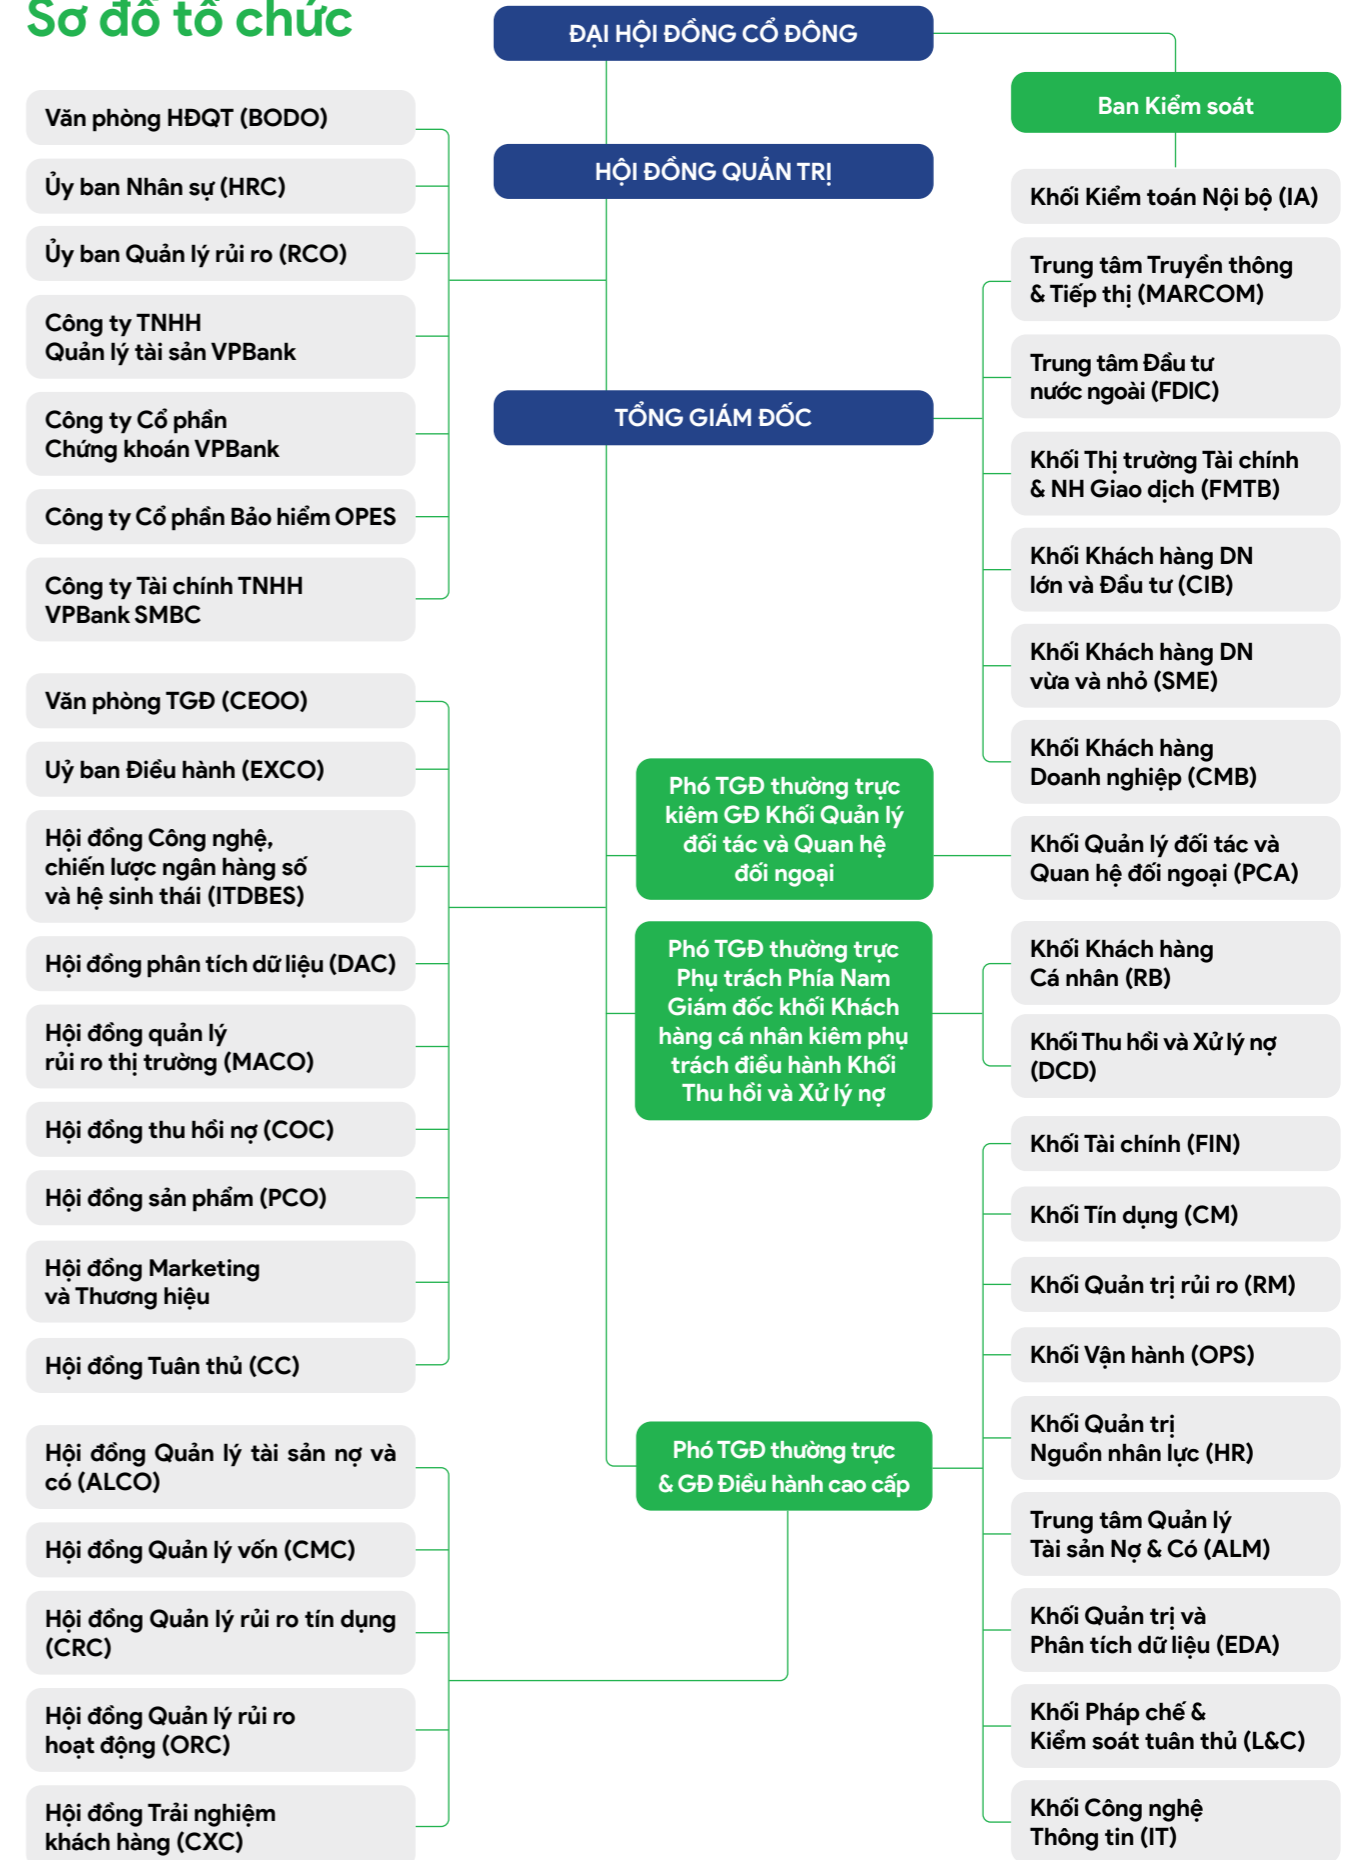 Sơ đồ tổ chức
ĐẠI HỘI ĐỒNG CỔ ĐÔNG
HỘI ĐỒNG QUẢN TRỊ
TỔNG GIÁM ĐỐC
Ban Kiểm soát
Khối Kiểm toán Nội bộ (IA)
Văn phòng HĐQT (BODO)
Ủy ban Nhân sự (HRC)
Ủy ban Quản lý rủi ro (RCO)
Công ty TNHH
Quản lý tài sản VPBank
Công ty Cổ phần
Chứng khoán VPBank
Công ty Cổ phần Bảo hiểm OPES
Công ty Tài chính TNHH
VPBank SMBC
Trung tâm Truyền thông
& Tiếp thị (MARCOM)
Trung tâm Đầu tư
nước ngoài (FDIC)
Khối Thị trường Tài chính
& NH Giao dịch (FMTB)
Khối Khách hàng DN
lớn và Đầu tư (CIB)
Khối Khách hàng DN
vừa và nhỏ (SME)
Khối Khách hàng
Doanh nghiệp (CMB)
Văn phòng TGĐ (CEOO)
Uỷ ban Điều hành (EXCO)
Hội đồng Công nghệ,
chiến lược ngân hàng số
và hệ sinh thái (ITDBES)
Hội đồng phân tích dữ liệu (DAC)
Hội đồng quản lý
rủi ro thị trường (MACO)
Hội đồng thu hồi nợ (COC)
Hội đồng sản phẩm (PCO)
Hội đồng Marketing
và Thương hiệu
Hội đồng Tuân thủ (CC)
Phó TGĐ thường trực
kiêm GĐ Khối Quản lý
đối tác và Quan hệ
đối ngoại
Khối Quản lý đối tác và
Quan hệ đối ngoại (PCA)
Phó TGĐ thường trực
Phụ trách Phía Nam
Giám đốc khối Khách
hàng cá nhân kiêm phụ
trách điều hành Khối
Thu hồi và Xử lý nợ
Khối Khách hàng
Cá nhân (RB)
Khối Thu hồi và Xử lý nợ
(DCD)
Phó TGĐ thường trực
& GĐ Điều hành cao cấp
Hội đồng Quản lý tài sản nợ và
có (ALCO)
Hội đồng Quản lý vốn (CMC)
Hội đồng Quản lý rủi ro tín dụng
(CRC)
Hội đồng Quản lý rủi ro
hoạt động (ORC)
Hội đồng Trải nghiệm
khách hàng (CXC)
Khối Tài chính (FIN)
Khối Tín dụng (CM)
Khối Quản trị rủi ro (RM)
Khối Vận hành (OPS)
Khối Quản trị
Nguồn nhân lực (HR)
Trung tâm Quản lý
Tài sản Nợ & Có (ALM)
Khối Quản trị và
Phân tích dữ liệu (EDA)
Khối Pháp chế &
Kiểm soát tuân thủ (L&C)
Khối Công nghệ
Thông tin (IT)